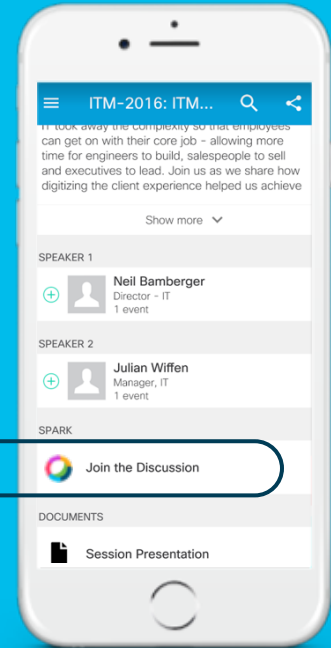 ITM-2016: ITM...
IT took away the complexity so that employees
can get on with their core job - allowing more
time for engineers to build, salespeople to sell
and executives to lead. Join us as we share how
digitizing the client experience helped us achieve
Show more
SPEAKER 1
Neil Bamberger
Director - IT
1 event
SPEAKER 2
Julian Wiffen
Manager, IT
1 event
SPARK
Join the Discussion
DOCUMENTS
Session Presentation